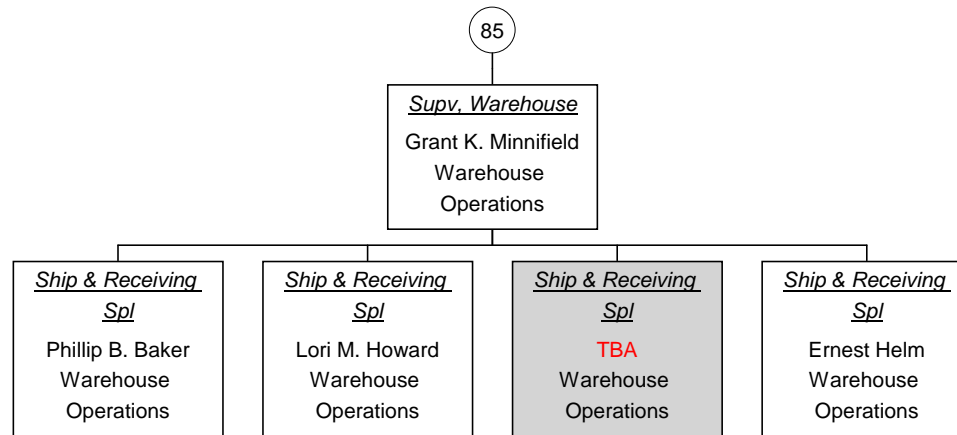 85
Supv, Warehouse
Grant K. Minnifield
Warehouse
Operations
Ship & Receiving
Spl
Phillip B. Baker
Warehouse
Operations
Ship & Receiving
Spl
Lori M. Howard
Warehouse
Operations
Ship & Receiving
Spl
TBA
Warehouse
Operations
Ship & Receiving
Spl
Ernest Helm
Warehouse
Operations